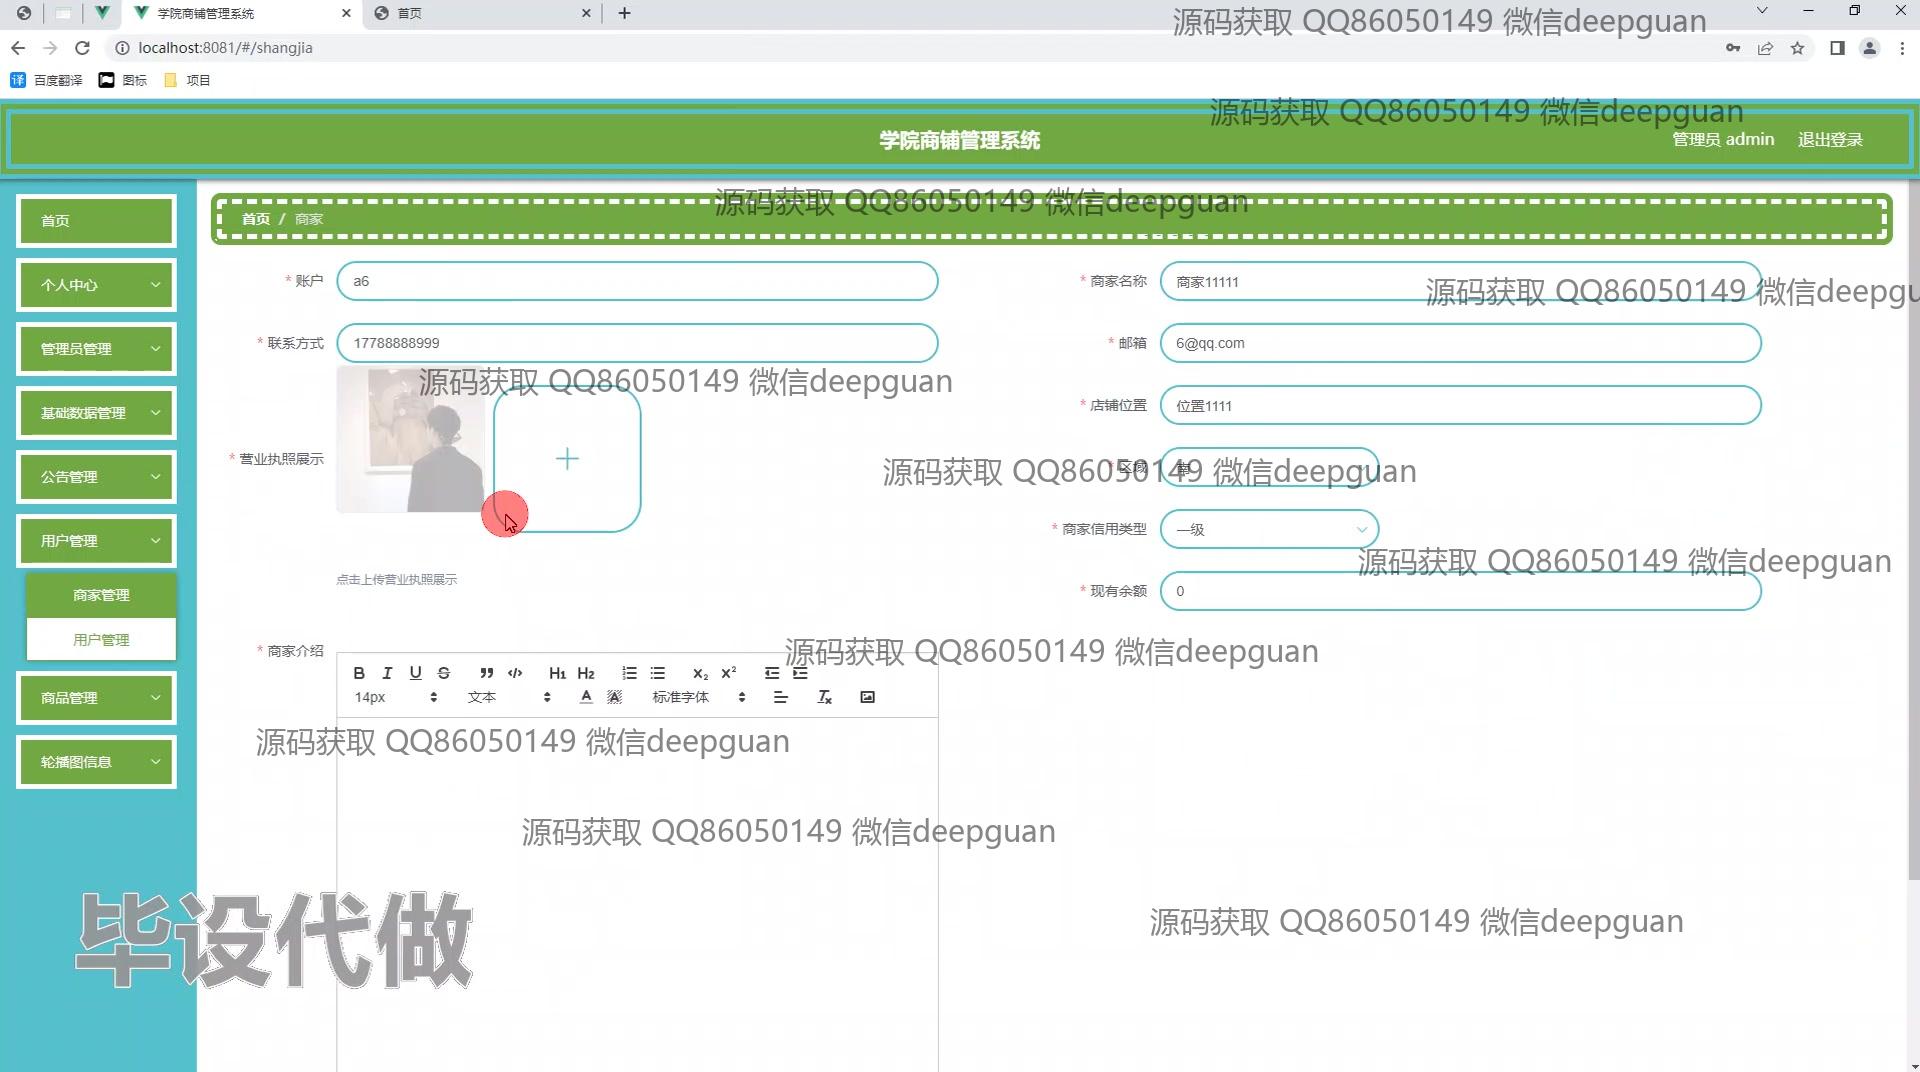 学院商铺管理系统
首页
源码获取 QQ86050149 微信deepguan
localhost:8081/#/shangjia
百度翻译
图标
项目
源码获取 QQ86050149 微信deepguan
学院商铺管理系统
管理员 admin
退出登录
首页
个人中心
管理员管理
基础数据管理
公告管理
用户管理
商家管理
用户管理
商品管理
轮播图信息
源码获取 QQ86050149 微信deepguan
首页 / 商家
* 账户 a6
* 商家名称 商家11111
源码获取 QQ86050149 微信deepgu
* 联系方式 17788888999
* 邮箱 6@qq.com
源码获取 QQ86050149 微信deepguan
* 店铺位置 位置1111
* 营业执照展示
* 区域
源码获取 QQ86050149 微信deepguan
* 商家信用类型 一级
源码获取 QQ86050149 微信deepguan
点击上传营业执照展示
* 现有余额 0
* 商家介绍
源码获取 QQ86050149 微信deepguan
B I U S H1 H2 X2 X2
14px 文本 A A 标准字体 Tx
源码获取 QQ86050149 微信deepguan
源码获取 QQ86050149 微信deepguan
毕设代做
源码获取 QQ86050149 微信deepguan